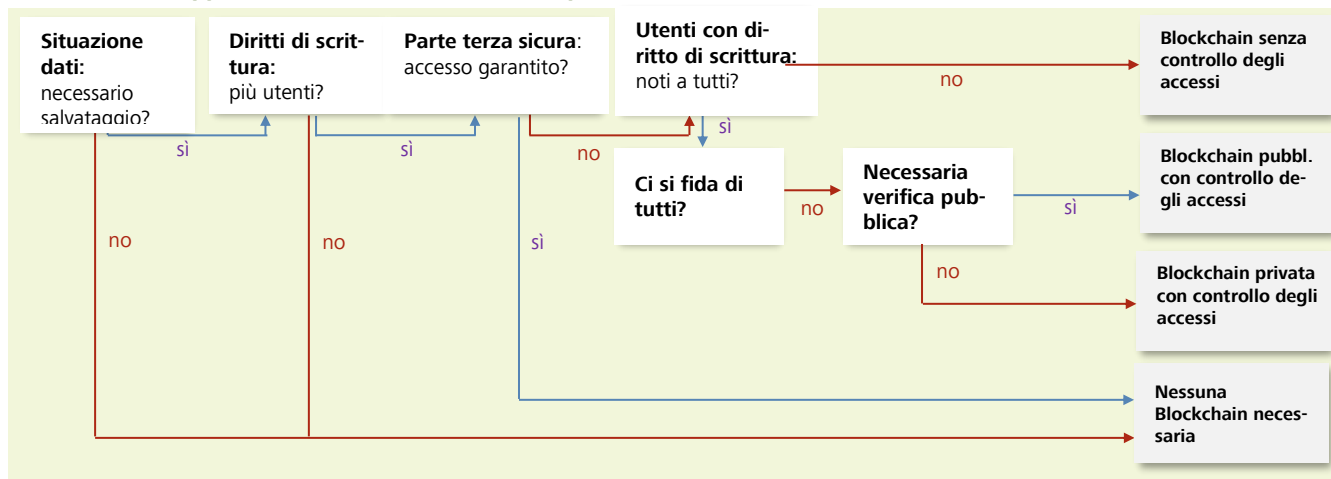 Situazione
dati:
necessario
salvataggio?
Diritti di scrit-
tura:
più utenti?
Parte terza sicura:
accesso garantito?
Utenti con di-
ritto di scrittura:
noti a tutti?
no
Blockchain senza
controllo degli
accessi
sì
sì
no
sì
Ci si fida di
tutti?
no
Necessaria
verifica pub-
blica?
sì
Blockchain pubbl.
con controllo de-
gli accessi
no
no
sì
no
Blockchain privata
con controllo degli
accessi
Nessuna
Blockchain neces-
saria